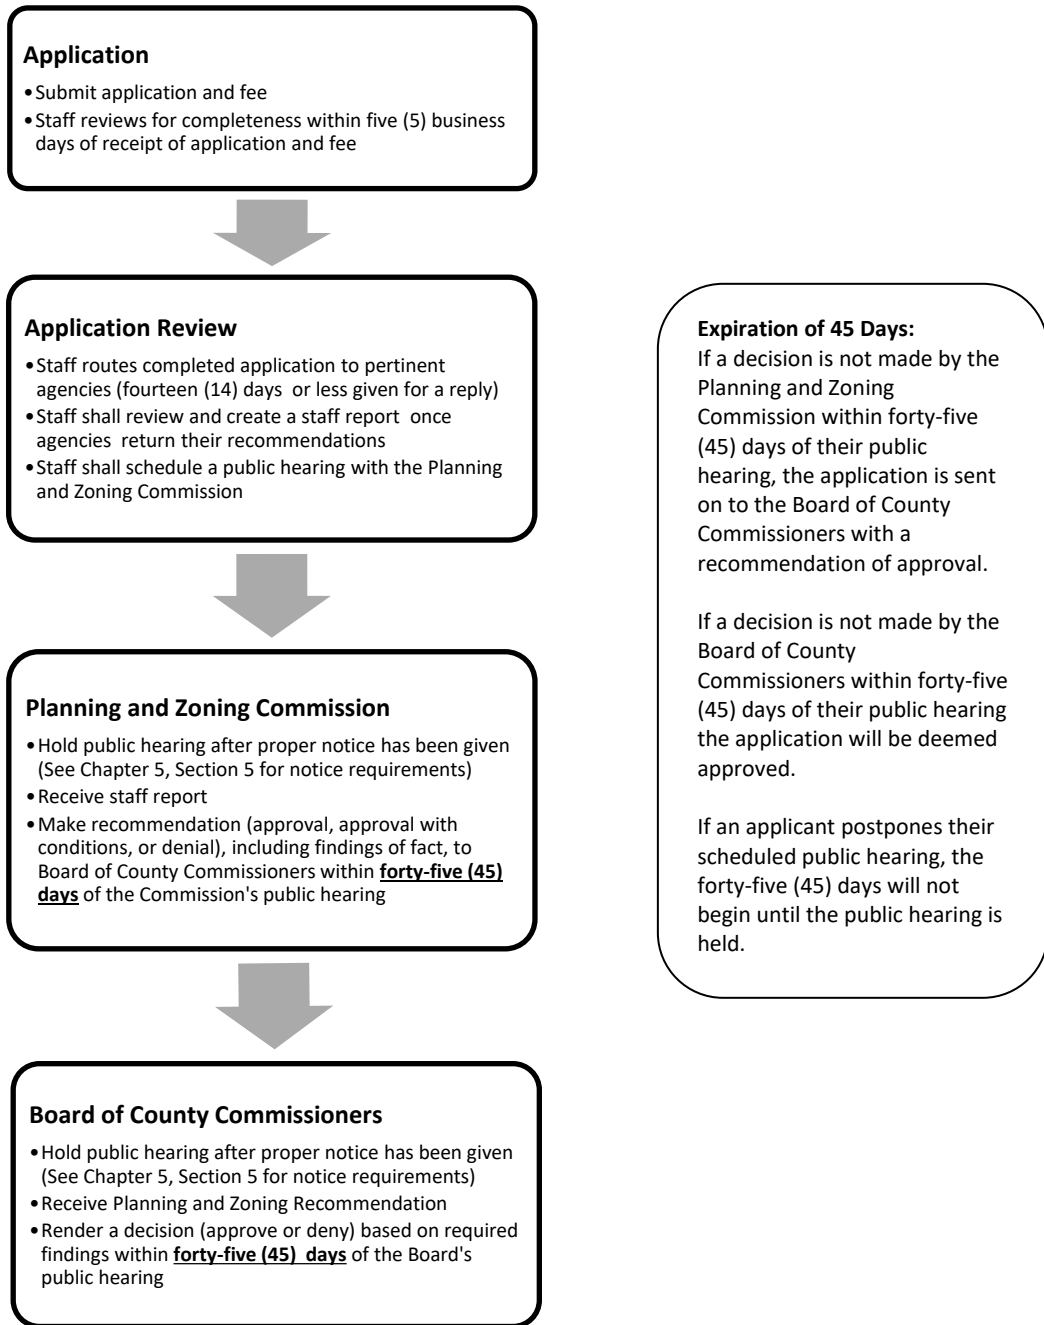 Application
•Submit application and fee
•Staff reviews for completeness within five (5) business
days of receipt of application and fee
Application Review
•Staff routes completed application to pertinent
agencies (fourteen (14) days or less given for a reply)
•Staff shall review and create a staff report once
agencies return their recommendations
•Staff shall schedule a public hearing with the Planning
and Zoning Commission
Planning and Zoning Commission
•Hold public hearing after proper notice has been given
(See Chapter 5, Section 5 for notice requirements)
•Receive staff report
•Make recommendation (approval, approval with
conditions, or denial), including findings of fact, to
Board of County Commissioners within forty-five (45)
days of the Commission's public hearing
Board of County Commissioners
•Hold public hearing after proper notice has been given
(See Chapter 5, Section 5 for notice requirements)
•Receive Planning and Zoning Recommendation
•Render a decision (approve or deny) based on required
findings within forty-five (45) days of the Board's
public hearing
Expiration of 45 Days:
If a decision is not made by the
Planning and Zoning
Commission within forty-five
(45) days of their public
hearing, the application is sent
on to the Board of County
Commissioners with a
recommendation of approval.
If a decision is not made by the
Board of County
Commissioners within forty-five
(45) days of their public hearing
the application will be deemed
approved.
If an applicant postpones their
scheduled public hearing, the
forty-five (45) days will not
begin until the public hearing is
held.